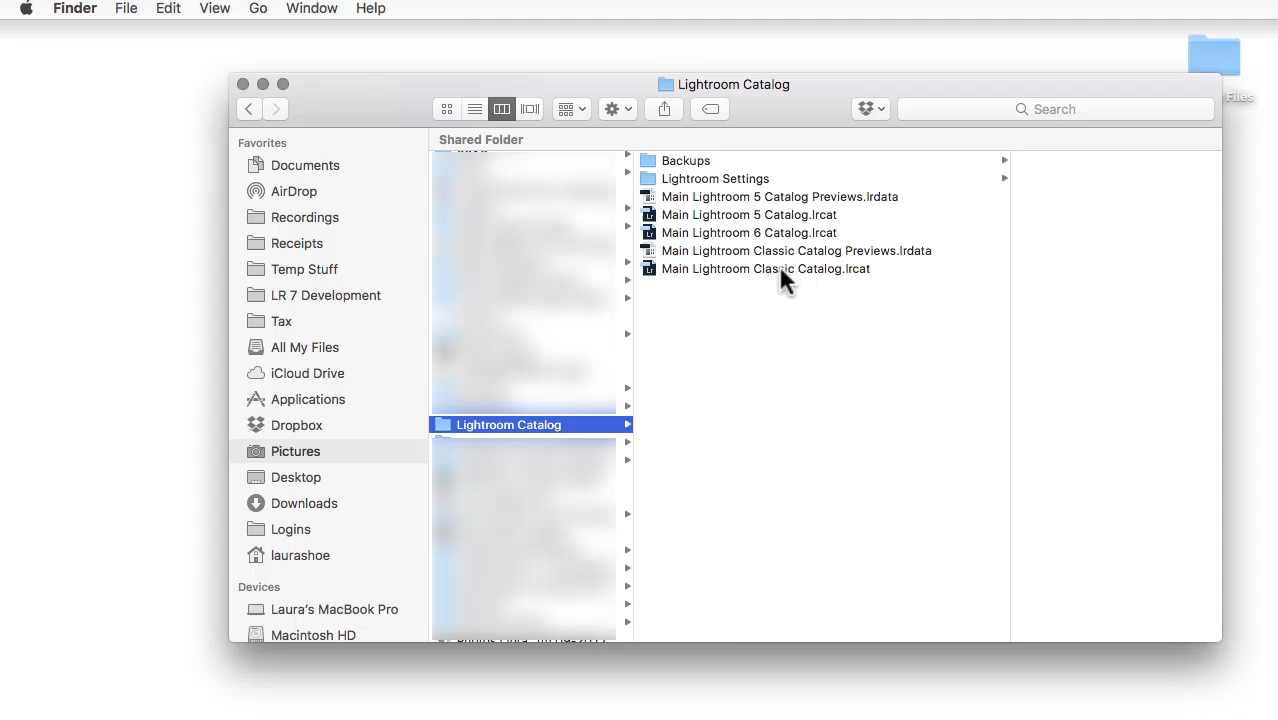 Finder File Edit View Go Window Help
Lightroom Catalog
Search
Files
Favorites
Documents
AirDrop
Recordings
Receipts
Temp Stuff
LR 7 Development
Tax
All My Files
iCloud Drive
Applications
Dropbox
Pictures
Desktop
Downloads
Logins
laurashoe
Devices
Laura's MacBook Pro
Macintosh HD
Shared Folder
Lightroom Catalog
Backups
Lightroom Settings
Main Lightroom 5 Catalog Previews.lrdata
Main Lightroom 5 Catalog.lrcat
Main Lightroom 6 Catalog.lrcat
Main Lightroom Classic Catalog Previews.lrdata
Main Lightroom Classic Catalog.lrcat